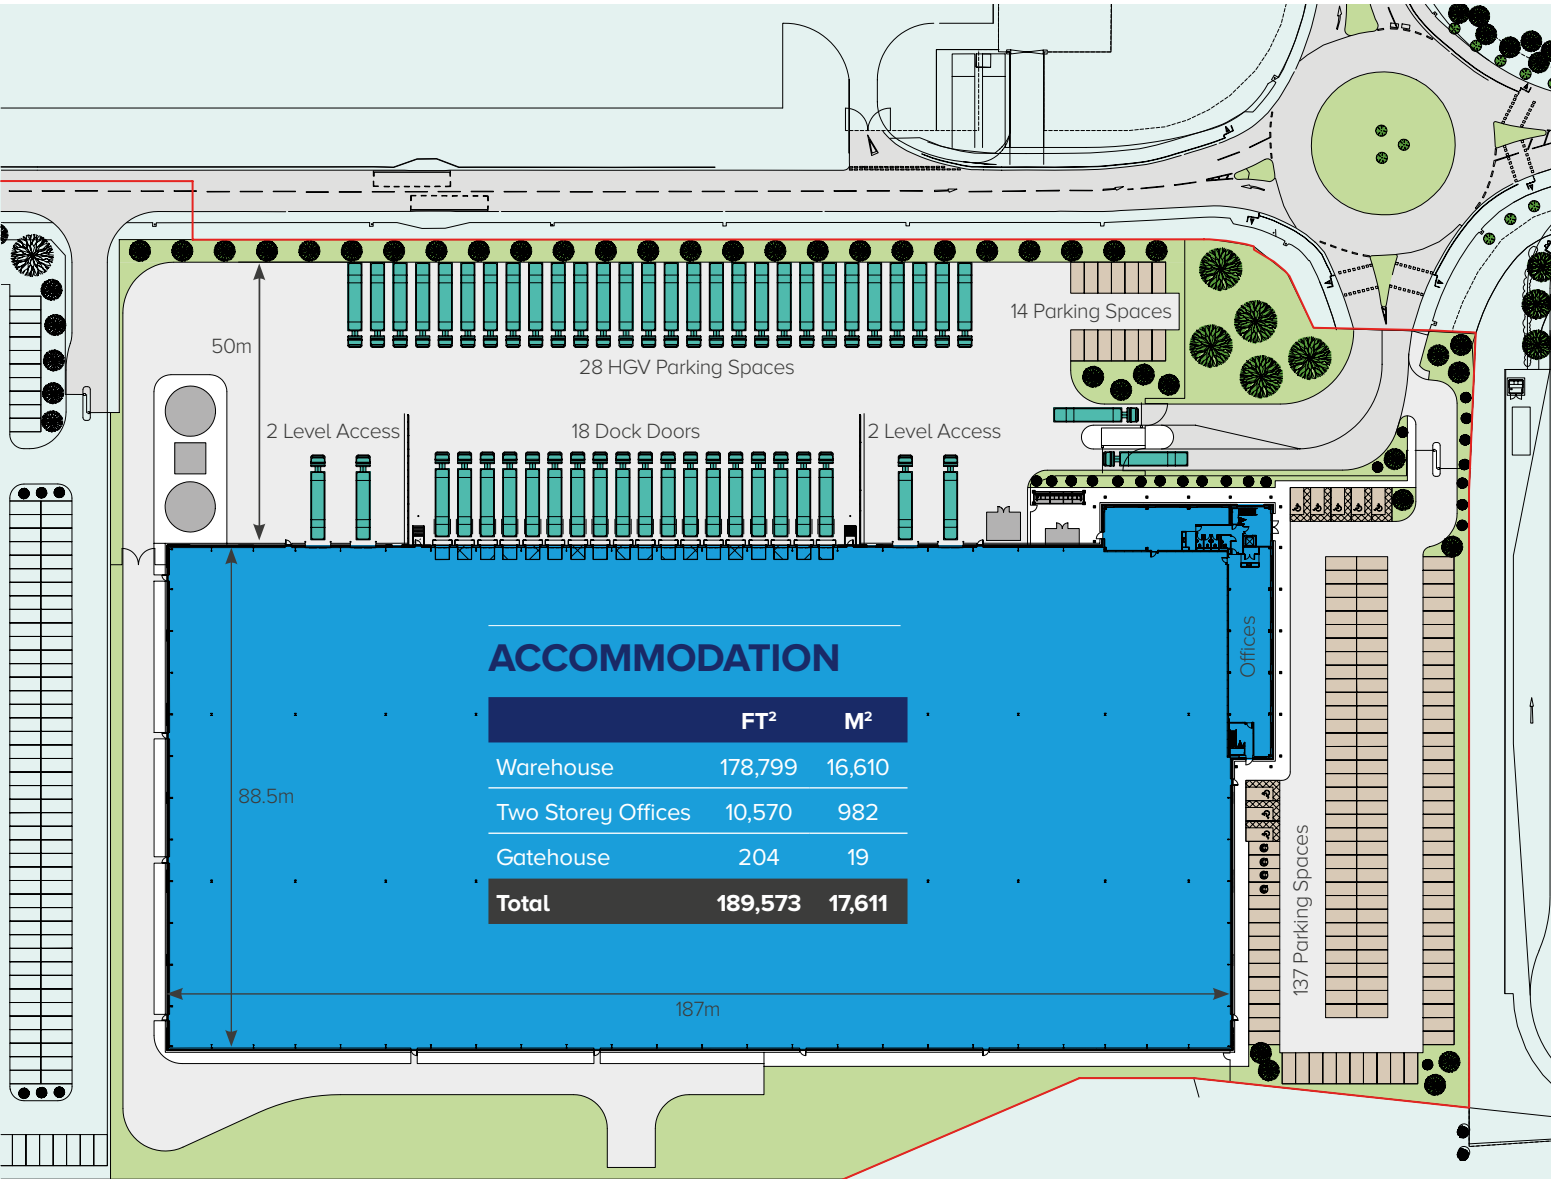 14 Parking Spaces
50m
28 HGV Parking Spaces
2 Level Access
18 Dock Doors
2 Level Access
Offices
ACCOMMODATION
FT² M²
Warehouse 178,799 16,610
Two Storey Offices 10,570 982
Gatehouse 204 19
Total 189,573 17,611
88.5m
137 Parking Spaces
187m